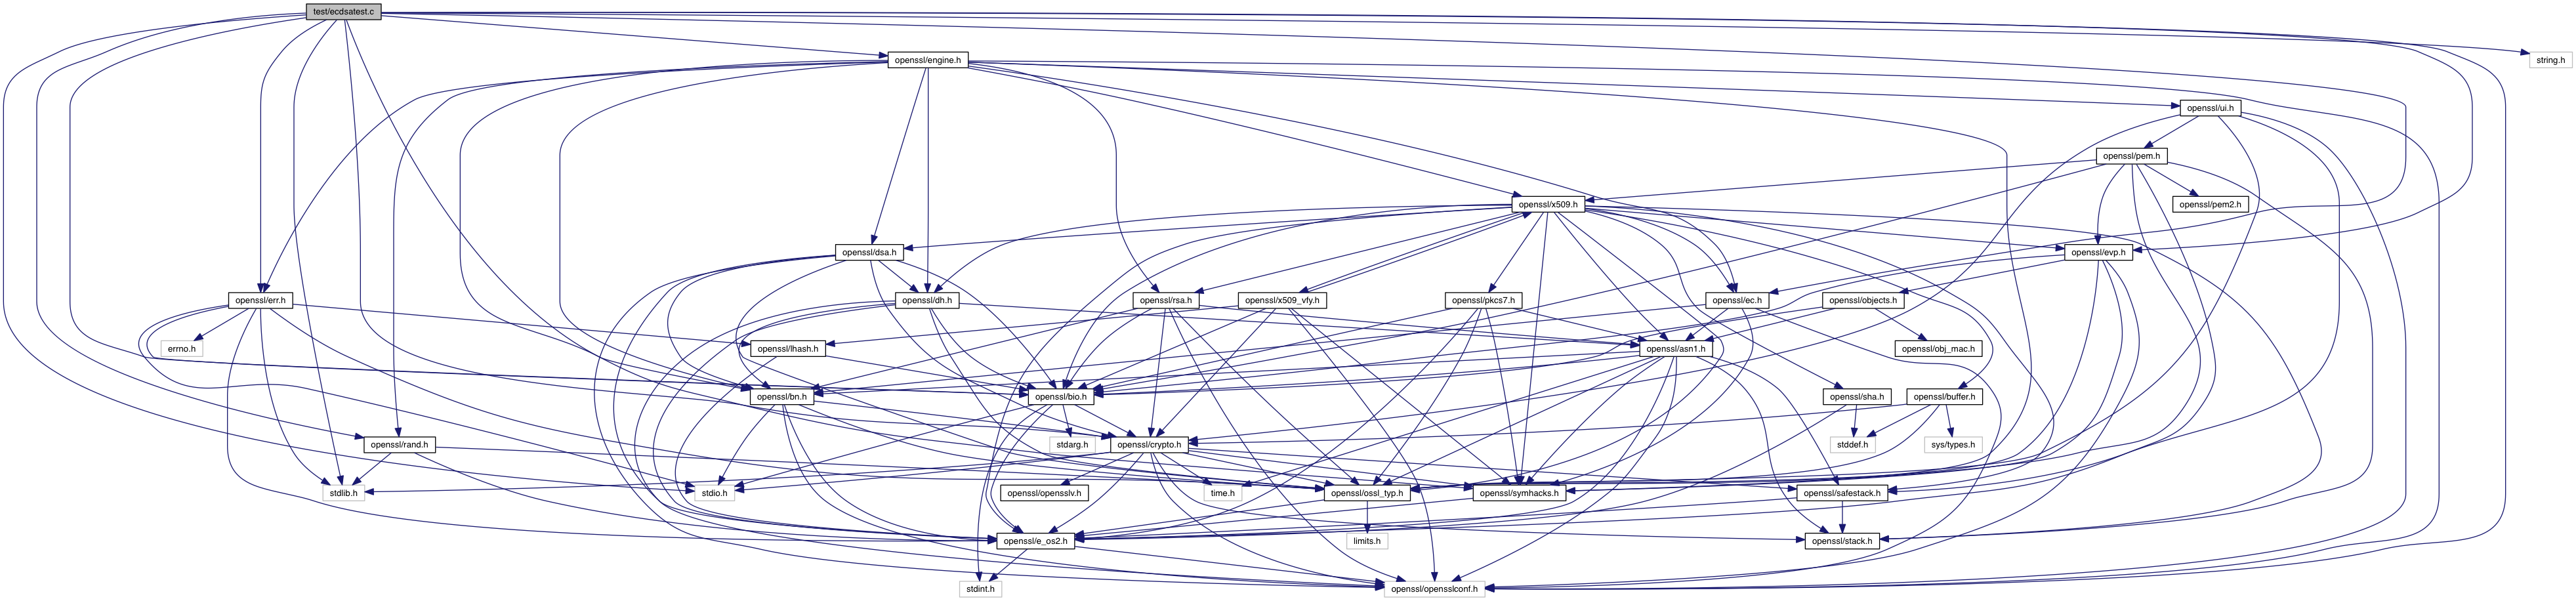 test/ecdsatest.c
openssl/engine.h
string.h
openssl/ui.h
openssl/pem.h
openssl/x509.h
openssl/pem2.h
openssl/dsa.h
openssl/evp.h
openssl/err.h
openssl/dh.h
openssl/rsa.h
openssl/x509_vfy.h
openssl/pkcs7.h
openssl/ec.h
openssl/objects.h
errno.h
openssl/lhash.h
openssl/asn1.h
openssl/obj_mac.h
openssl/bn.h
openssl/bio.h
openssl/sha.h
openssl/buffer.h
openssl/rand.h
stdarg.h
openssl/crypto.h
stddef.h
sys/types.h
stdlib.h
stdio.h
openssl/opensslv.h
time.h
openssl/ossl_typ.h
openssl/symhacks.h
openssl/safestack.h
openssl/e_os2.h
limits.h
openssl/stack.h
stdint.h
openssl/opensslconf.h